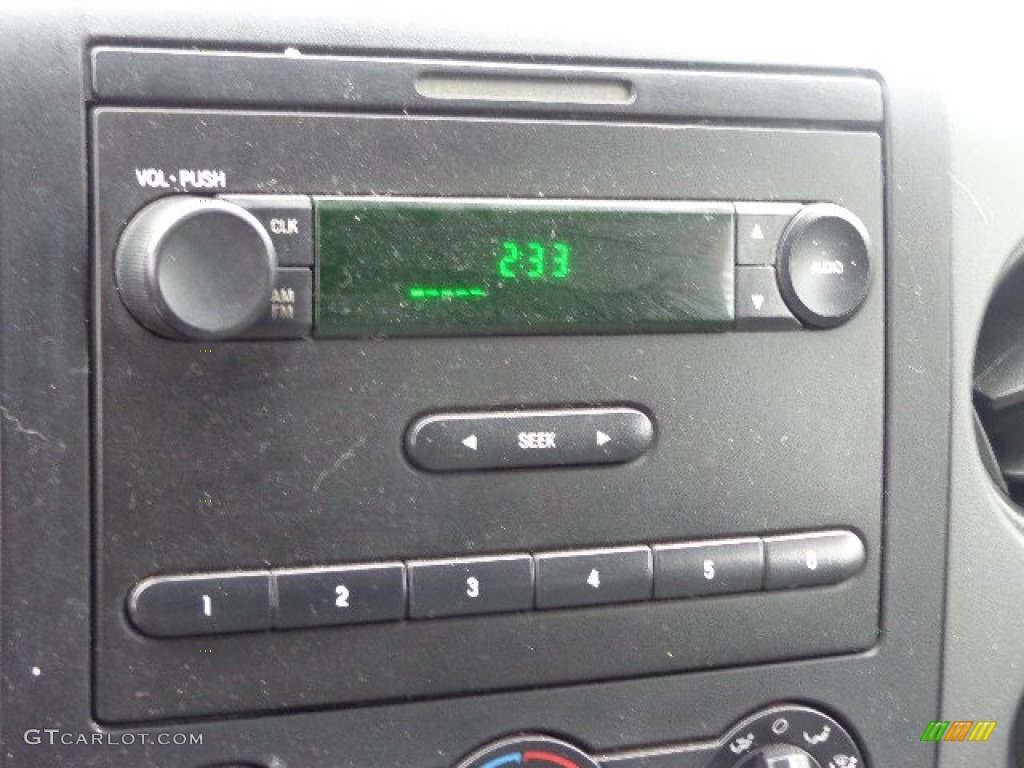 VOL·PUSH
CLK
2:33
AUDIO
AM
FM
SEEK
1 2 3 4 5 6
GTCARLOT.COM